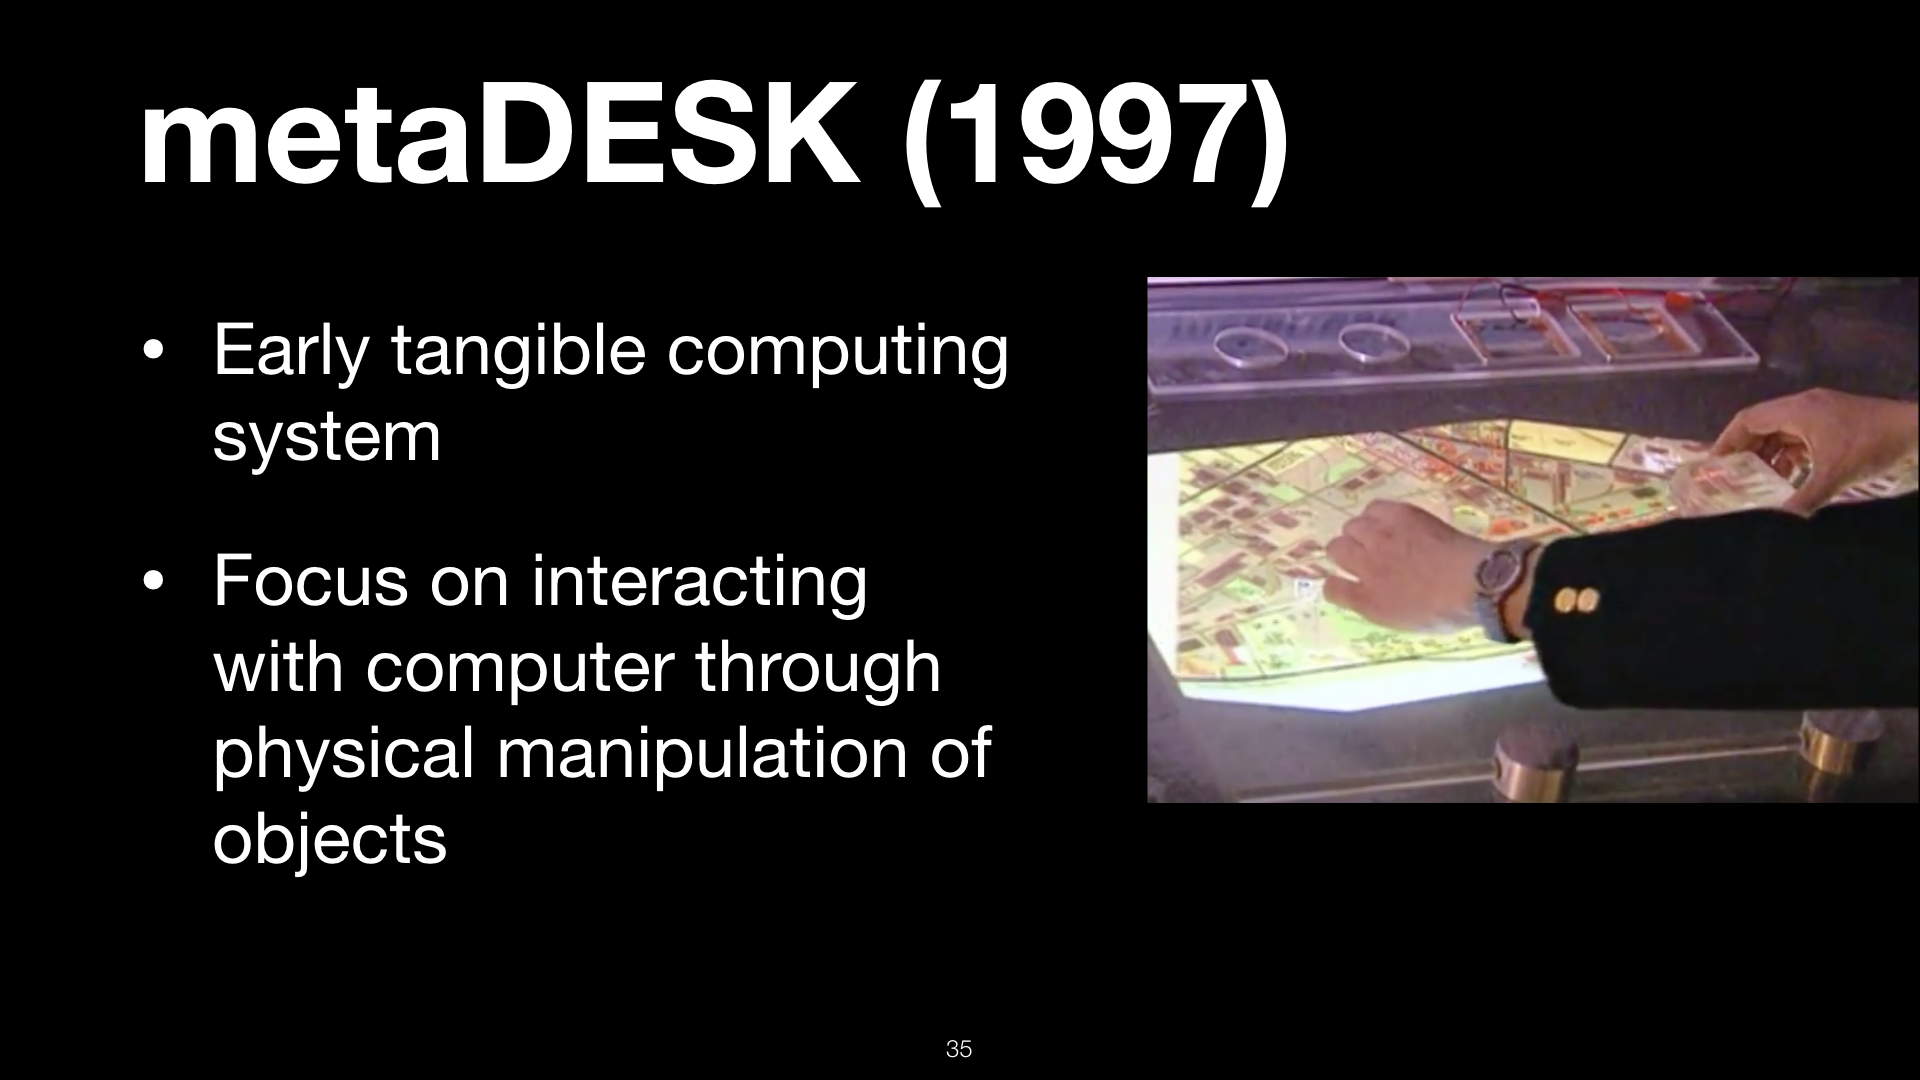 metaDESK (1997)
• Early tangible computing
system
• Focus on interacting
with computer through
physical manipulation of
objects
35